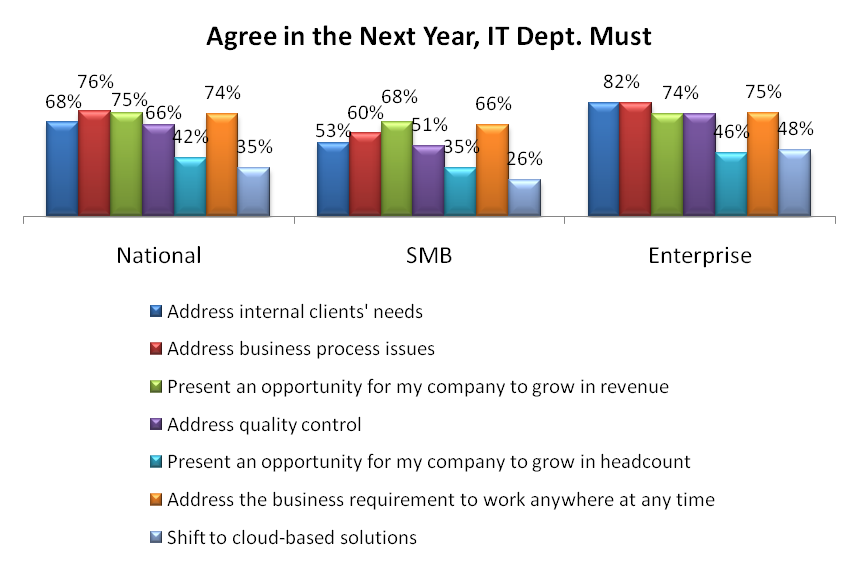 Agree in the Next Year, IT Dept. Must
68% 76% 75% 66% 42% 74% 35%
53% 60% 68% 51% 35% 66% 26%
82% 74% 46% 75% 48%
National SMB Enterprise
Address internal clients' needs
Address business process issues
Present an opportunity for my company to grow in revenue
Address quality control
Present an opportunity for my company to grow in headcount
Address the business requirement to work anywhere at any time
Shift to cloud-based solutions